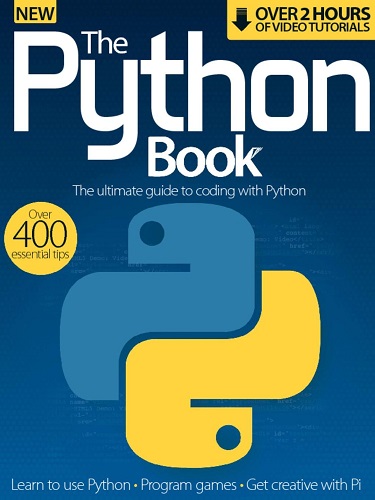 NEW
OVER 2 HOURS
OF VIDEO TUTORIALS
The
Python
Book
The ultimate guide to coding with Python
Over
400
essential tips
Learn to use Python • Program games • Get creative with Pi